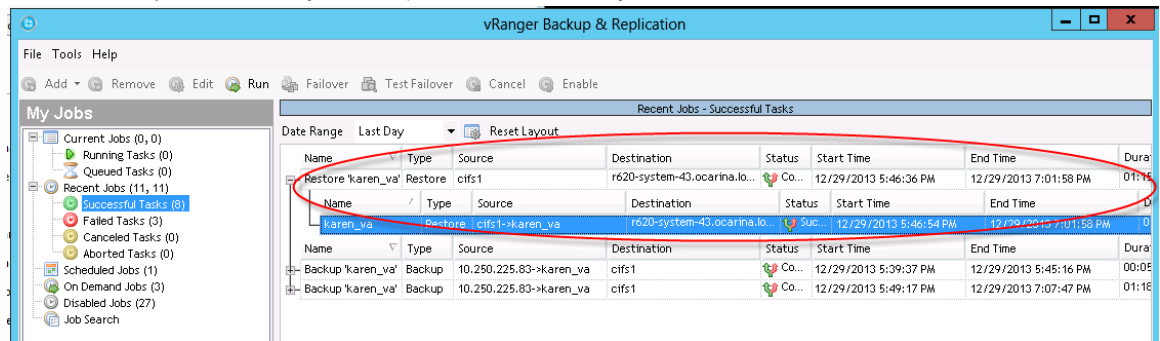 vRanger Backup & Replication
File Tools Help
Add Remove Edit Run Failover Test Failover Cancel Enable
My Jobs
Recent Jobs - Successful Tasks
Current Jobs (0, 0)
Running Tasks (0)
Queued Tasks (0)
Recent Jobs (11, 11)
Successful Tasks (8)
Failed Tasks (3)
Canceled Tasks (0)
Aborted Tasks (0)
Scheduled Jobs (1)
On Demand Jobs (3)
Disabled Jobs (27)
Job Search
Date Range Last Day Reset Layout
Name Type Source Destination Status Start Time End Time Dura
Restore 'karen_va' Restore cifs1 r620-system-43.ocarina.lo... Co... 12/29/2013 5:46:36 PM 12/29/2013 7:01:58 PM 01:15
Name Type Source Destination Status Start Time End Time D
karen_va Restore cifs1->karen_va r620-system-43.ocarina.lo... Suc... 12/29/2013 5:46:54 PM 12/29/2013 7:01:58 PM 0
Name Type Source Destination Status Start Time End Time Dura
Backup 'karen_va' Backup 10.250.225.83->karen_va cifs1 Co... 12/29/2013 5:39:37 PM 12/29/2013 5:45:16 PM 00:05
Backup 'karen_va' Backup 10.250.225.83->karen_va cifs1 Co... 12/29/2013 5:49:17 PM 12/29/2013 7:07:47 PM 01:18